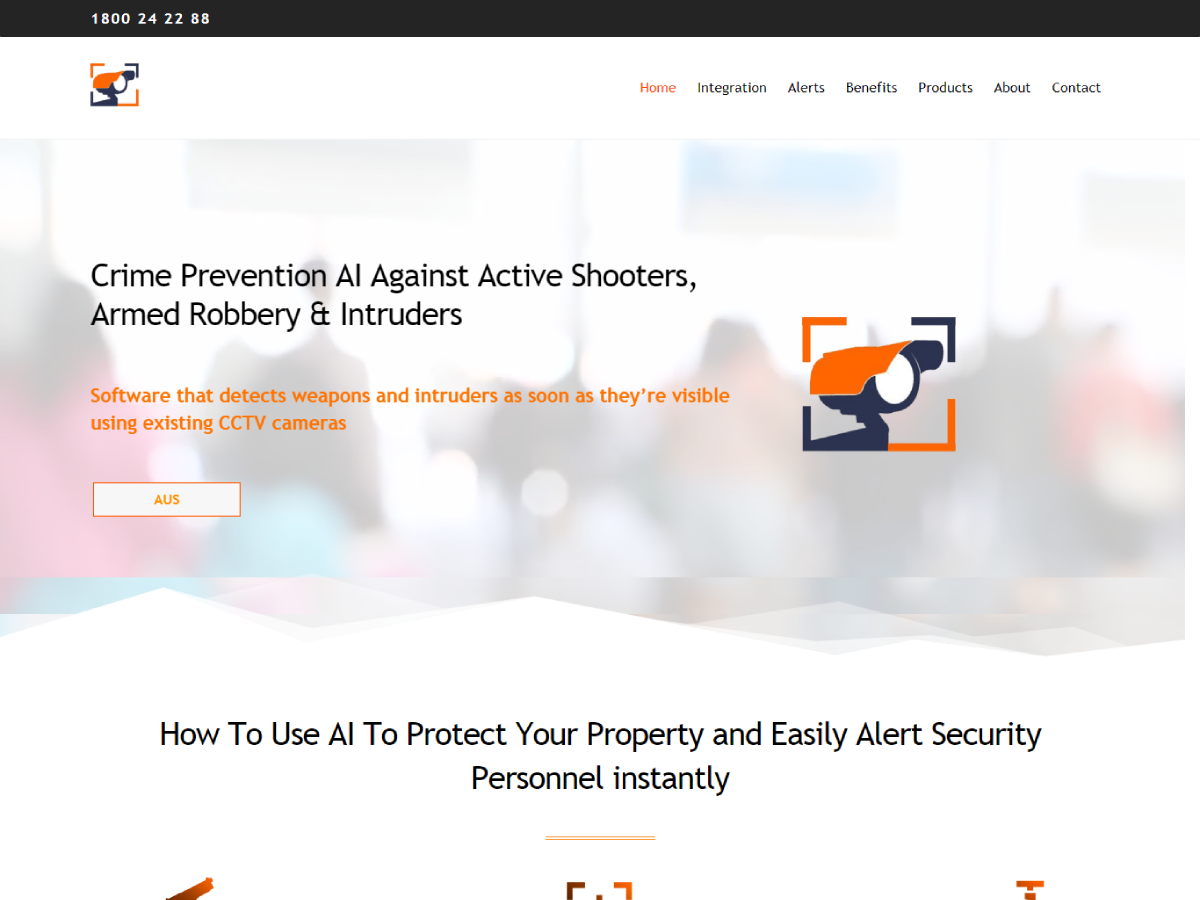 1800 24 22 88
Home Integration Alerts Benefits Products About Contact
Crime Prevention AI Against Active Shooters,
Armed Robbery & Intruders
Software that detects weapons and intruders as soon as they’re visible
using existing CCTV cameras
AUS
How To Use AI To Protect Your Property and Easily Alert Security
Personnel instantly